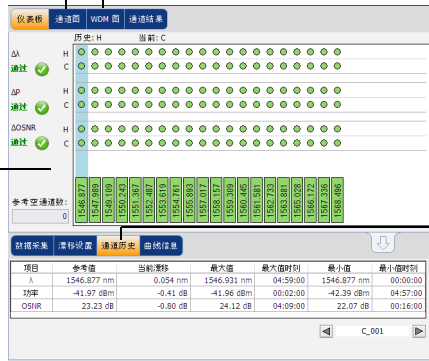 仪表板 通道图 WDM 图 通道结果
历史: H 当前: C
Δλ H
通过 C
ΔP H
通过 C
ΔOSNR H
通过 C
参考空通道数:
0
1546.877 1547.989 1549.109 1550.243 1551.367 1552.487 1553.619 1554.761 1555.893 1557.017 1558.157 1559.309 1560.445 1561.581 1562.733 1563.881 1565.028 1566.172 1567.336 1568.496
数据采集 漂移设置 通道历史 曲线信息
项目 参考值 当前漂移 最大值 最大值时刻 最小值 最小值时刻
λ 1546.877 nm 0.054 nm 1546.931 nm 04:59:00 1546.877 nm 00:00:00
功率 -41.97 dBm -0.41 dB -41.96 dBm 00:02:00 -42.39 dBm 04:57:00
OSNR 23.23 dB -0.80 dB 24.12 dB 04:09:00 22.07 dB 00:16:00
C_001